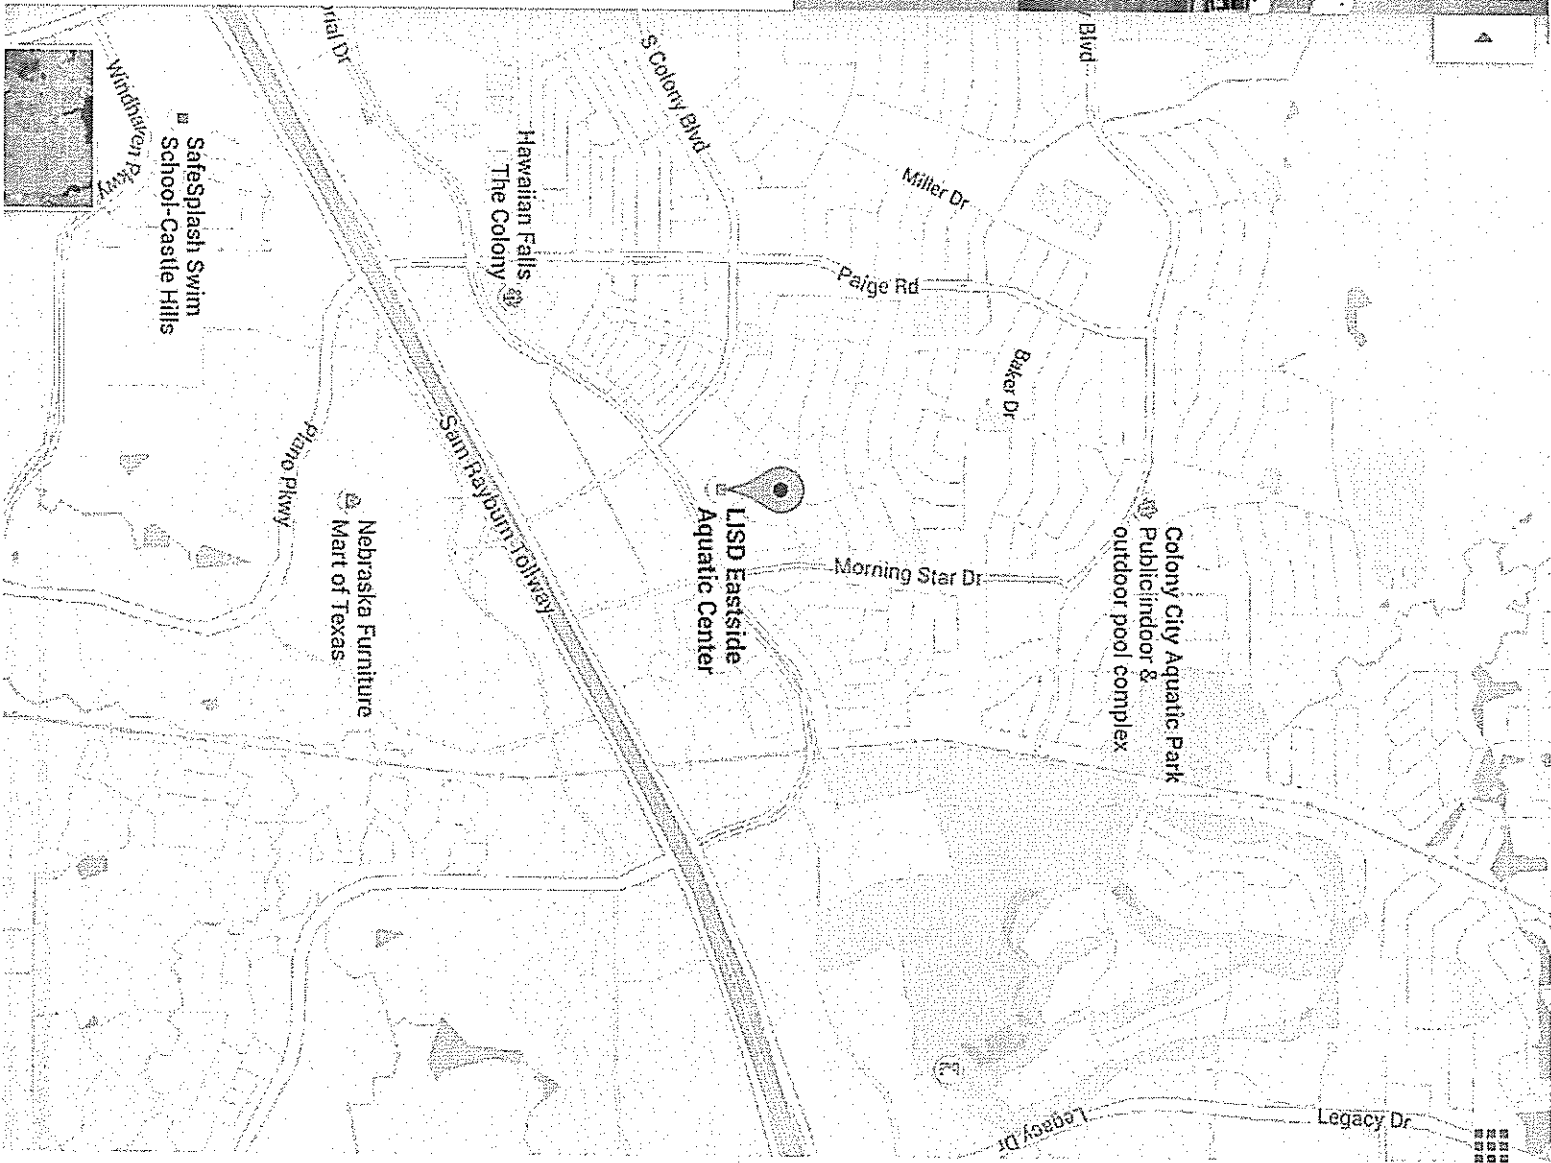 Blvd
S Colony Blvd
orial Dr
Windhaven Pkwy
SafeSplash Swim
School-Castle Hills
Hawaiian Falls
The Colony
Miller Dr
Paige Rd
Baker Dr
Plano Pkwy
Sam Rayburn Tollway
Nebraska Furniture
Mart of Texas
LISD Eastside
Aquatic Center
Morning Star Dr
Colony City Aquatic Park
Public indoor &
outdoor pool complex
Legacy Dr
Legacy Dr